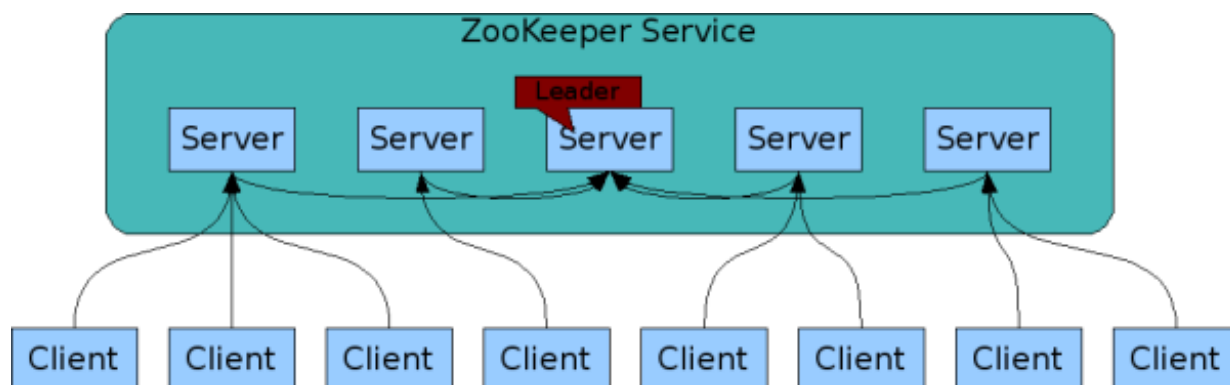 ZooKeeper Service
Leader
Server Server Server Server Server
Client Client Client Client Client Client Client Client